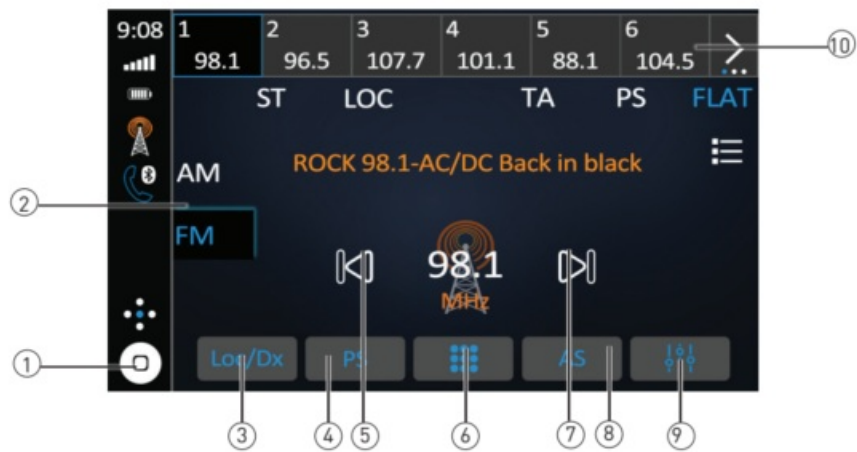 9:08
1 2 3 4 5 6
98.1 96.5 107.7 101.1 88.1 104.5
ST LOC TA PS FLAT
ROCK 98.1-AC/DC Back in black
AM
FM
98.1
MHz
Loc/Dx PS AS
1
2
3
4
5
6
7
8
9
10